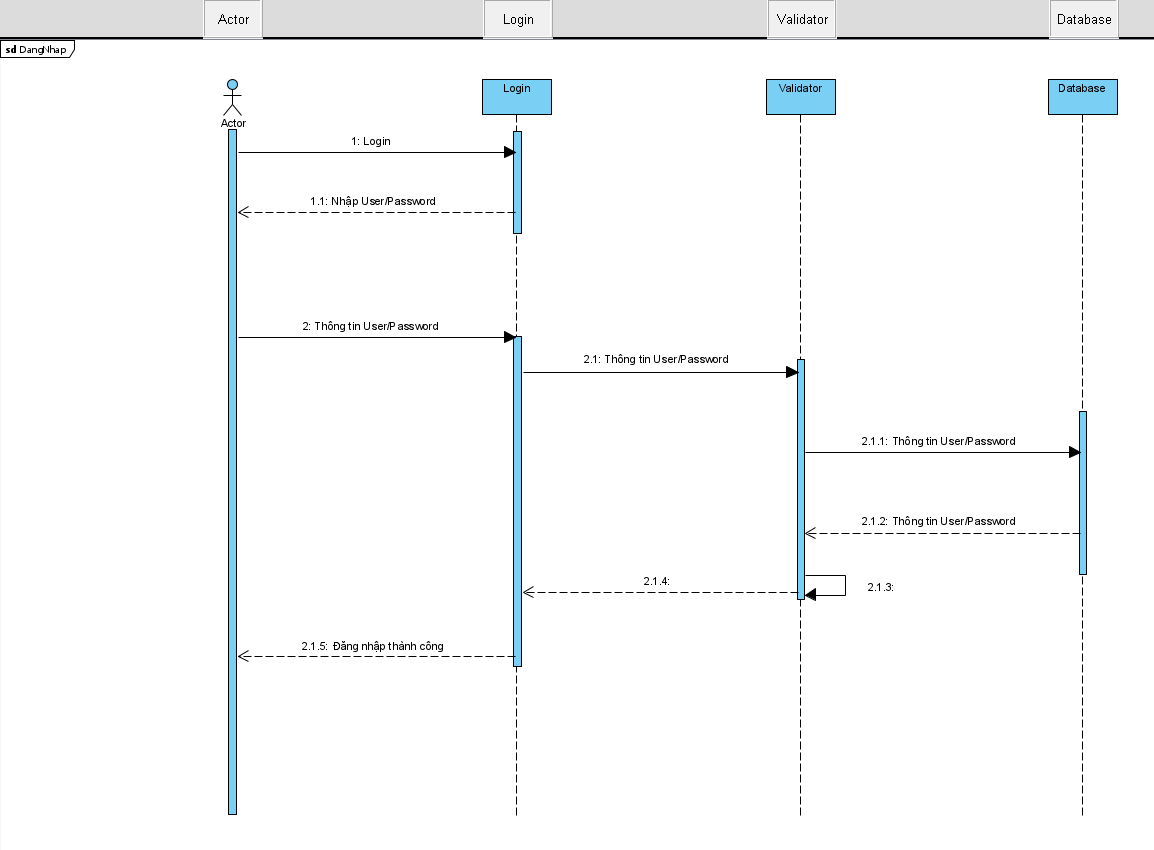 Actor
Login
Validator
Database
sd DangNhap
Login
Validator
Database
Actor
1: Login
1.1: Nhập User/Password
2: Thông tin User/Password
2.1: Thông tin User/Password
2.1.1: Thông tin User/Password
2.1.2: Thông tin User/Password
2.1.3:
2.1.4:
2.1.5: Đăng nhập thành công